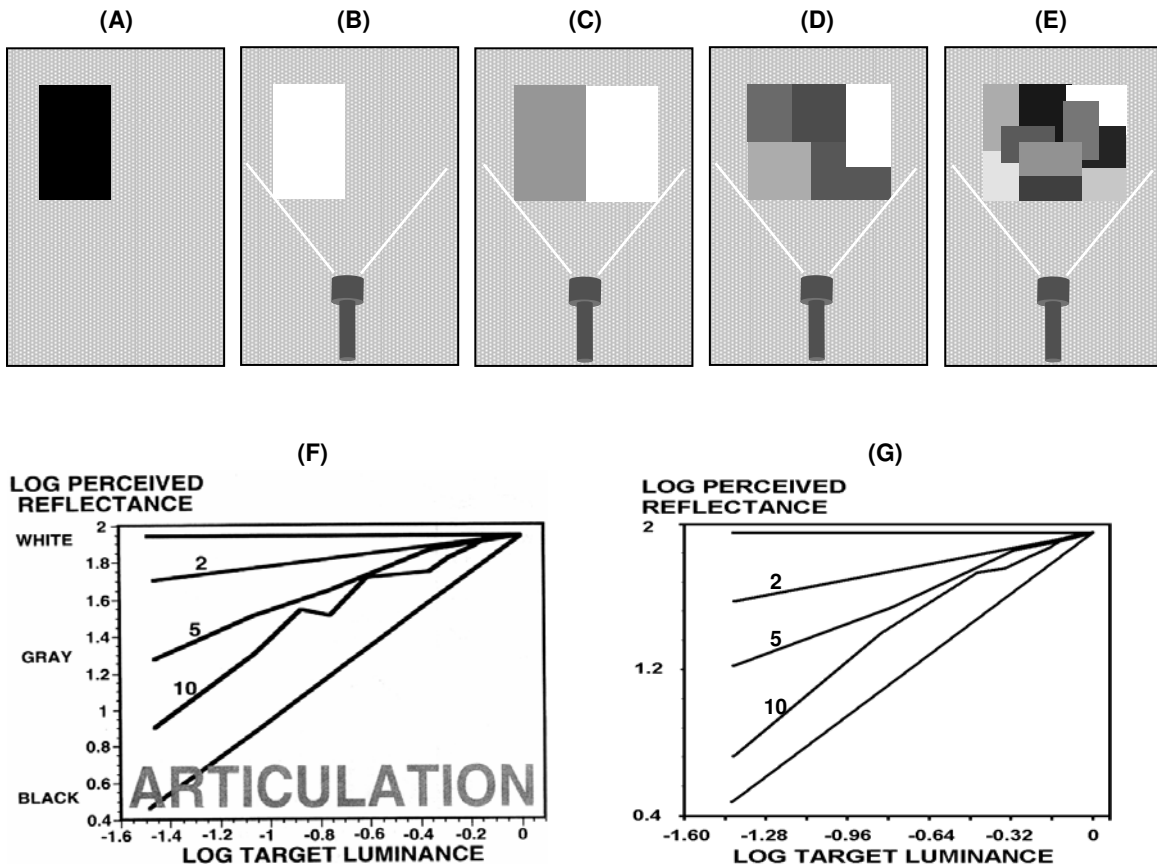 (A) (B) (C) (D) (E)
(F)
LOG PERCEIVED
REFLECTANCE
WHITE
GRAY
BLACK
2
1.8
1.6
1.4
1.2
1
0.8
0.6
0.4
2
5
10
ARTICULATION
-1.6 -1.4 -1 -0.8 -0.6 -0.4 -0.2 0
LOG TARGET LUMINANCE
(G)
LOG PERCEIVED
REFLECTANCE
2
1.2
0.4
2
5
10
-1.60 -1.28 -0.96 -0.64 -0.32 0
LOG TARGET LUMINANCE